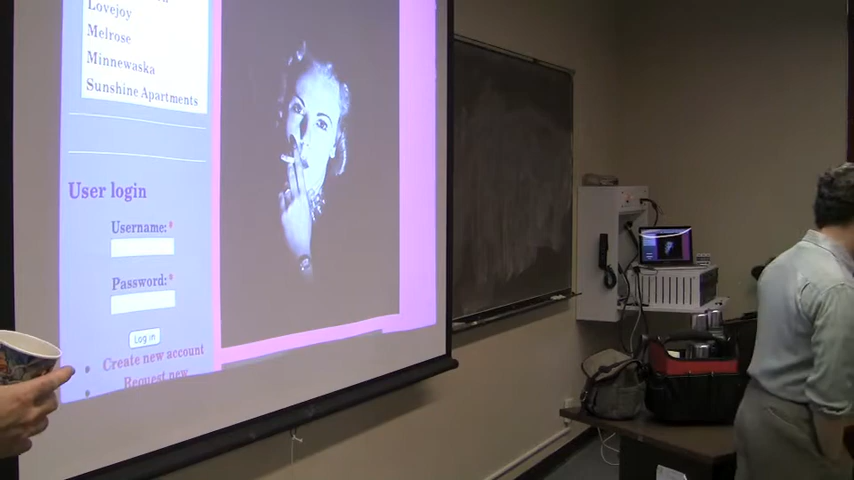 Lovejoy
Melrose
Minnewaska
Sunshine Apartments
User login
Username:*
Password:*
Log in
Create new account
Request new